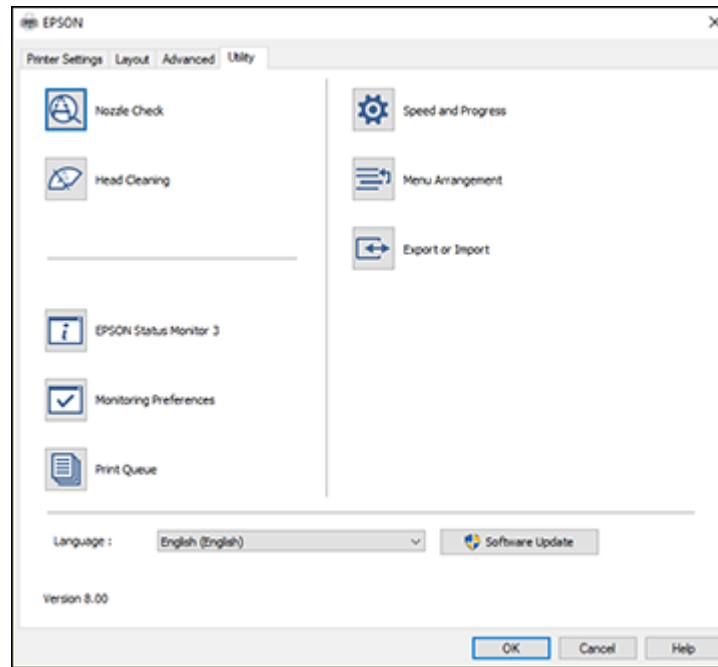 EPSON
Printer Settings Layout Advanced Utility
Nozzle Check
Head Cleaning
EPSON Status Monitor 3
Monitoring Preferences
Print Queue
Speed and Progress
Menu Arrangement
Export or Import
Language : English (English) Software Update
Version 8.00
OK Cancel Help